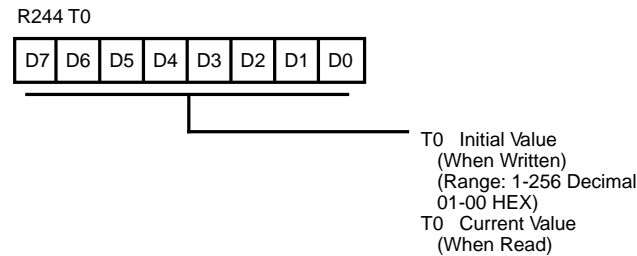 R244 T0
D7 D6 D5 D4 D3 D2 D1 D0
T0 Initial Value
(When Written)
(Range: 1-256 Decimal
01-00 HEX)
T0 Current Value
(When Read)